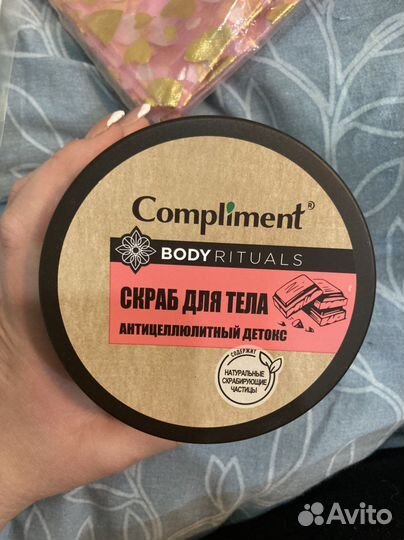 Compliment®
BODY RITUALS
СКРАБ ДЛЯ ТЕЛА
АНТИЦЕЛЛЮЛИТНЫЙ ДЕТОКС
СОДЕРЖИТ
НАТУРАЛЬНЫЕ
СКРАБИРУЮЩИЕ
ЧАСТИЦЫ
Avito